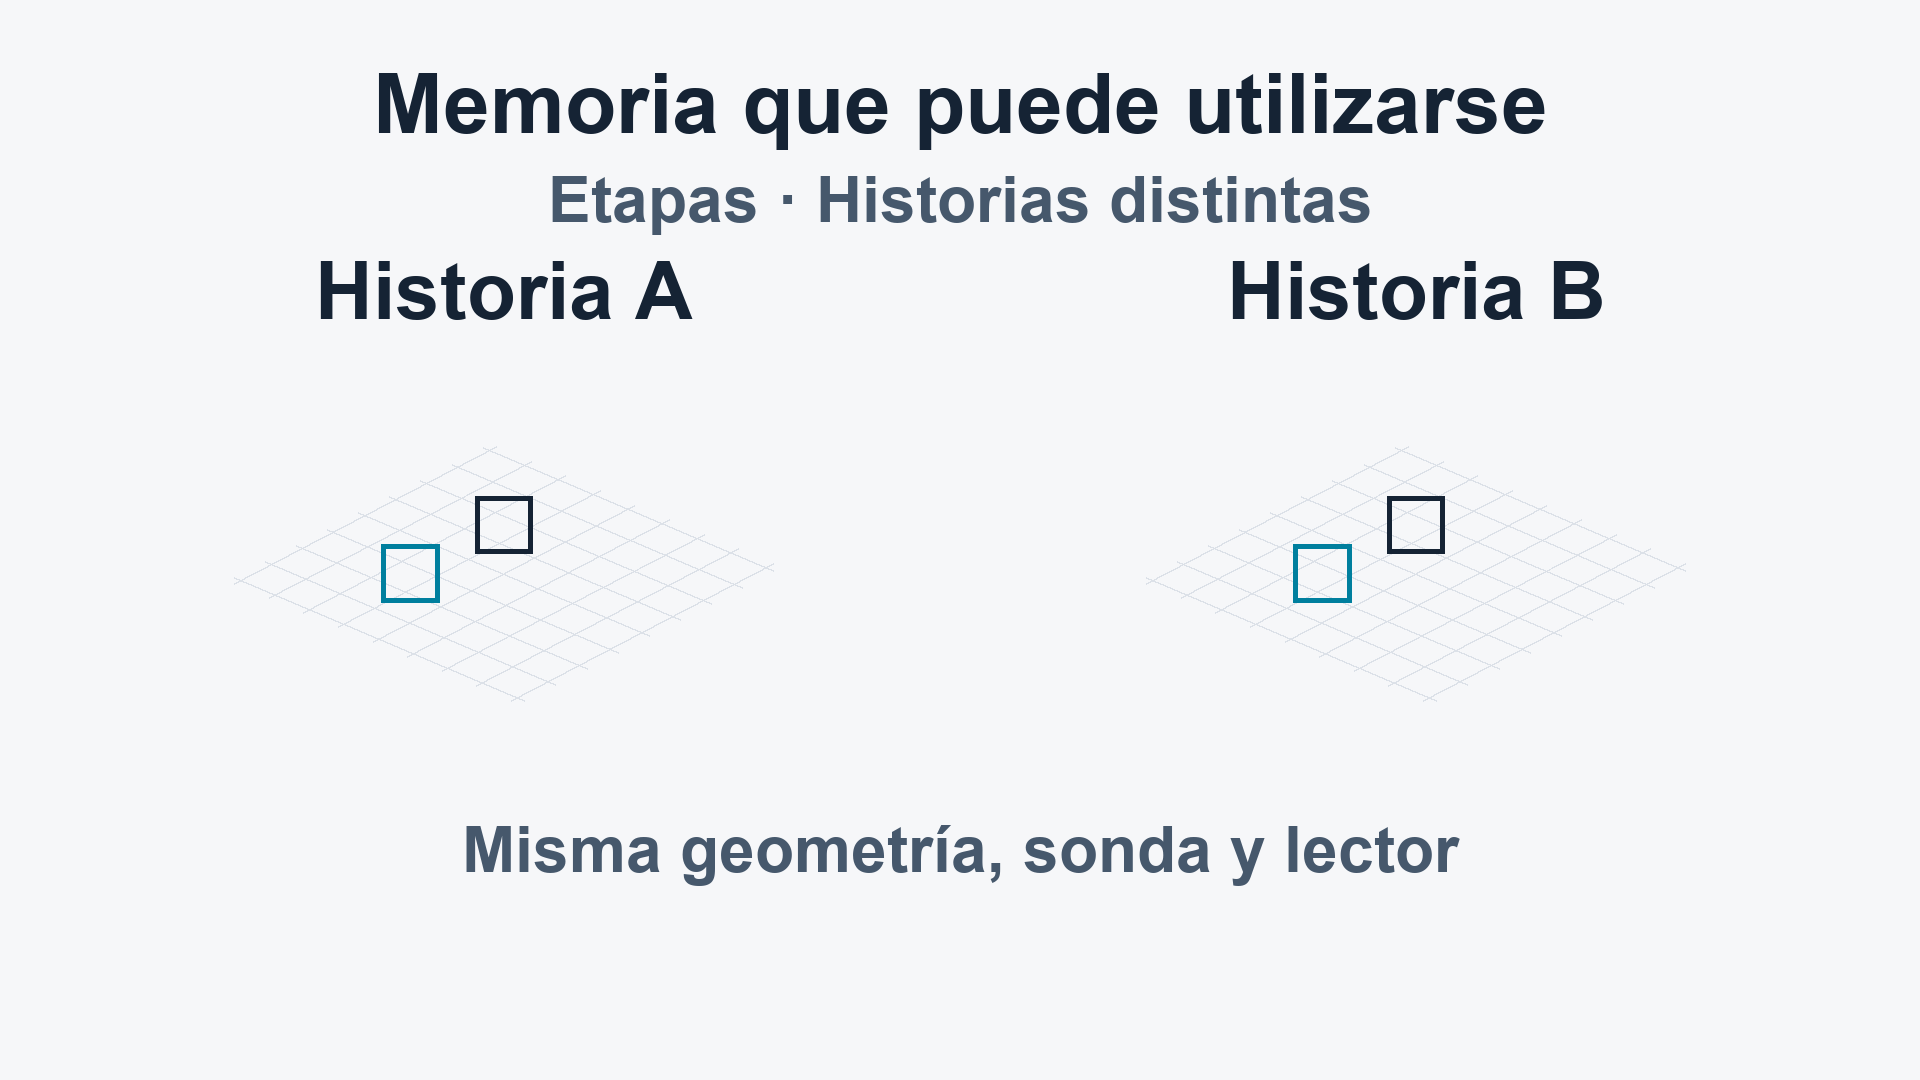 Memoria que puede utilizarse
Etapas · Historias distintas
Historia A
Historia B
Misma geometría, sonda y lector